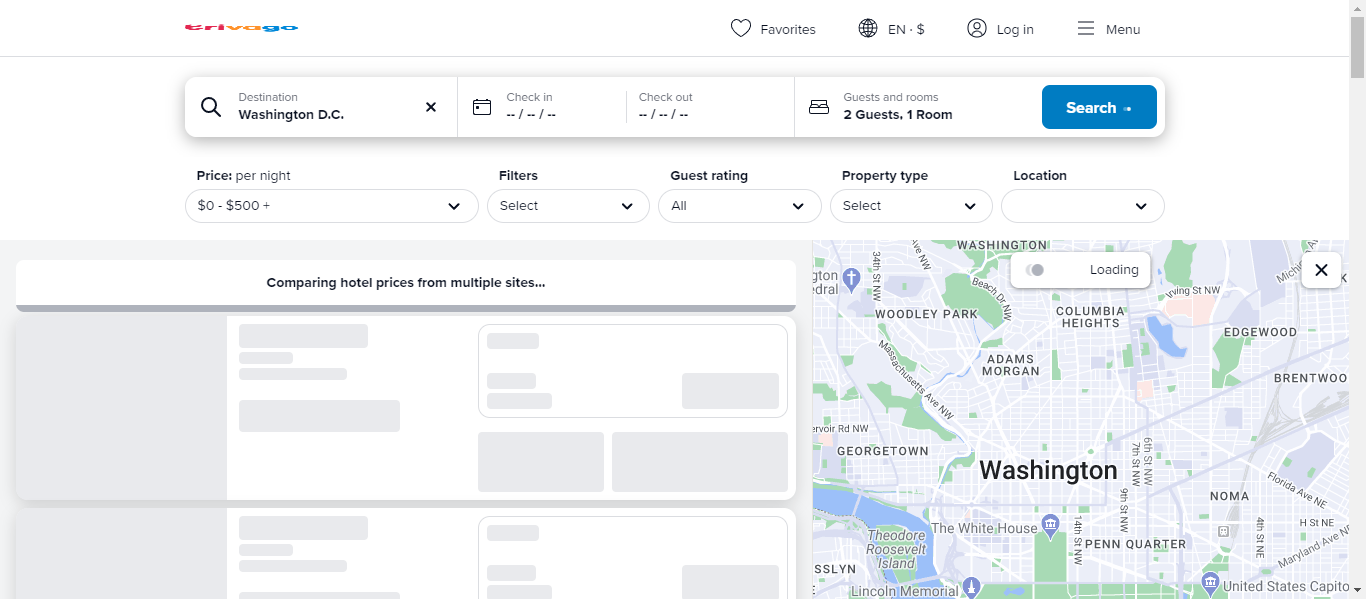 trivago
Favorites
EN · $
Log in
Menu
Destination
Washington D.C.
Check in
-- / -- / --
Check out
-- / -- / --
Guests and rooms
2 Guests, 1 Room
Search
Price: per night
$0 - $500 +
Filters
Select
Guest rating
All
Property type
Select
Location
Comparing hotel prices from multiple sites...
Loading
WASHINGTON
34th St NW
Ave NW
Beach Dr NW
Irving St NW
WOODLEY PARK
COLUMBIA
HEIGHTS
EDGEWOOD
ADAMS
MORGAN
Massachusetts Ave NW
BRENTWOO
ervoir Rd NW
GEORGETOWN
6th St NW
7th St NW
Washington
Florida Ave NE
9th St NW
NOMA
The White House
14th St NW
4th St NE
H St NE
Theodore
Roosevelt
Island
PENN QUARTER
Maryland Ave NE
SSLYN
Lincoln Memorial
United States Capito